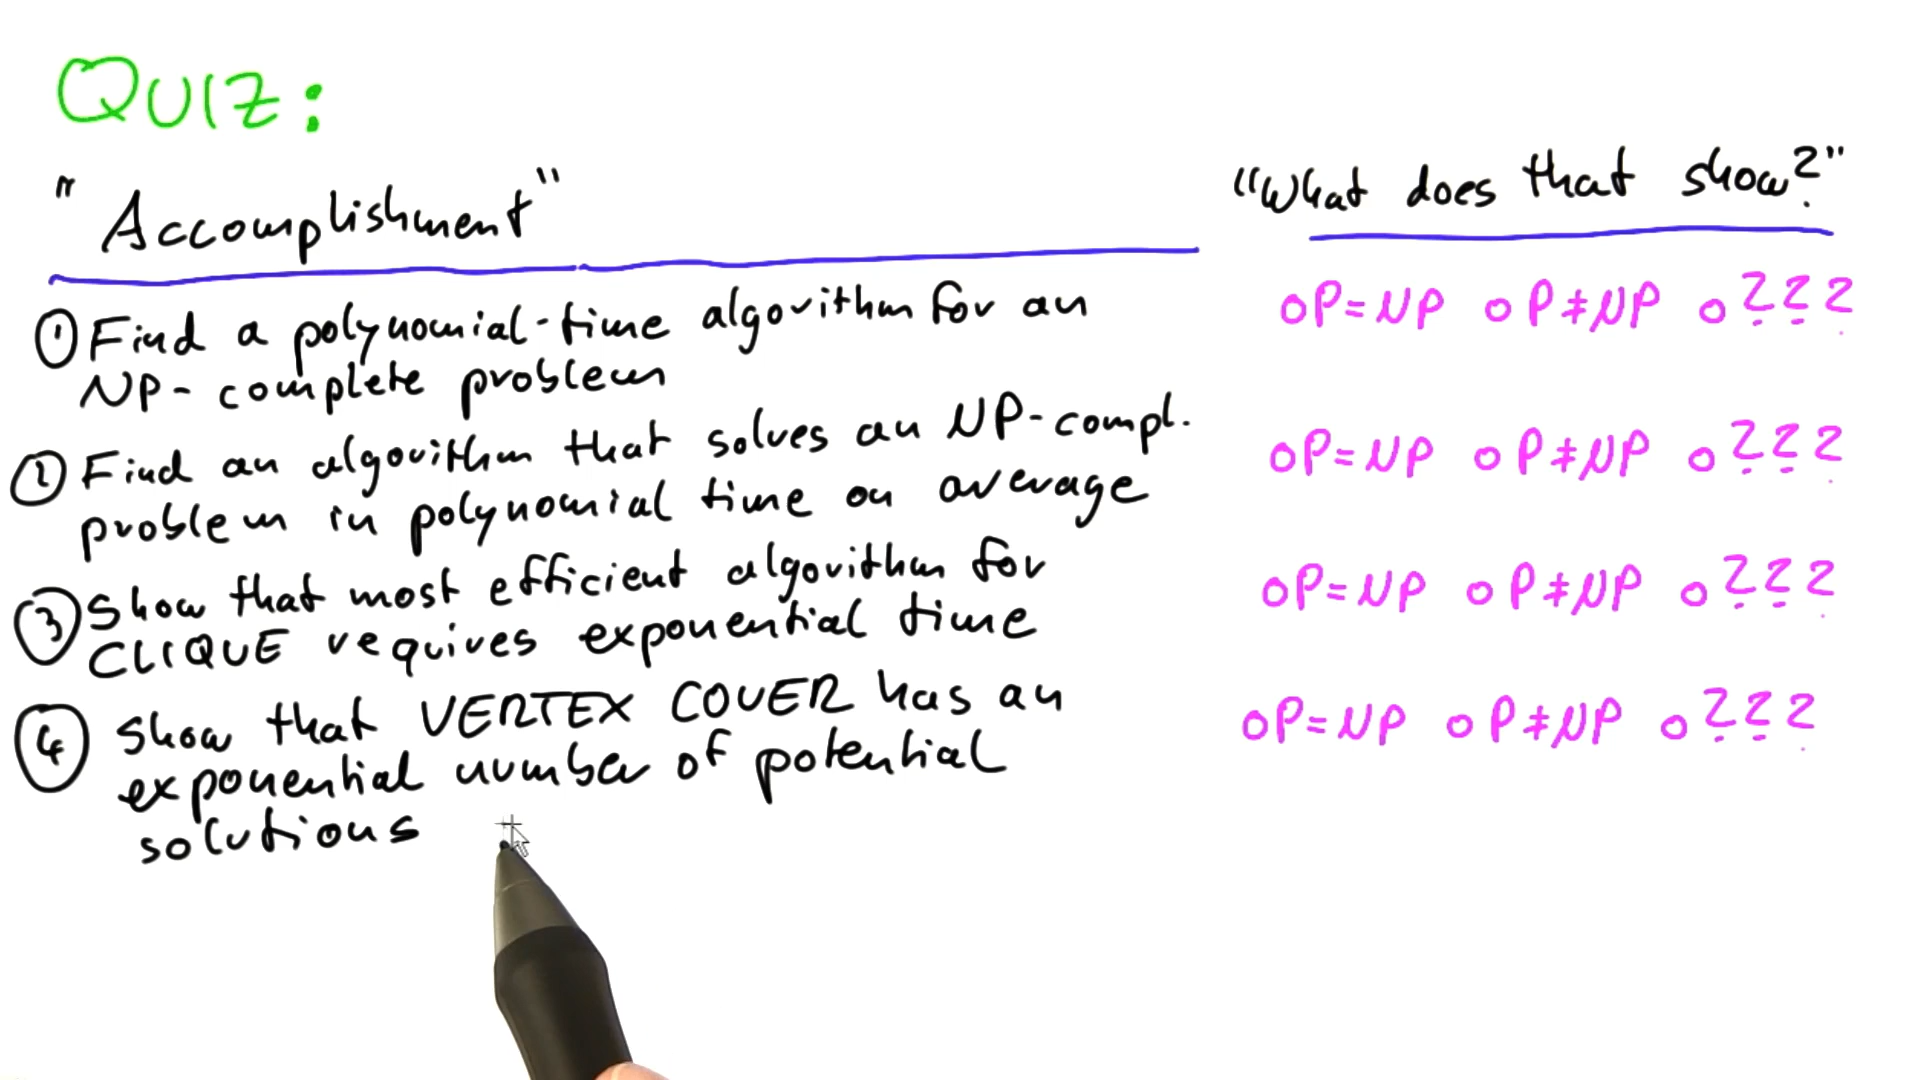 QUIZ:
"Accomplishment"
"What does that show?"
① Find a polynomial-time algorithm for an
NP-complete problem
o P=NP o P≠NP o ???
② Find an algorithm that solves an NP-compl.
problem in polynomial time on average
o P=NP o P≠NP o ???
③ Show that most efficient algorithm for
CLIQUE requires exponential time
o P=NP o P≠NP o ???
④ Show that VERTEX COVER has an
exponential number of potential
solutions
o P=NP o P≠NP o ???